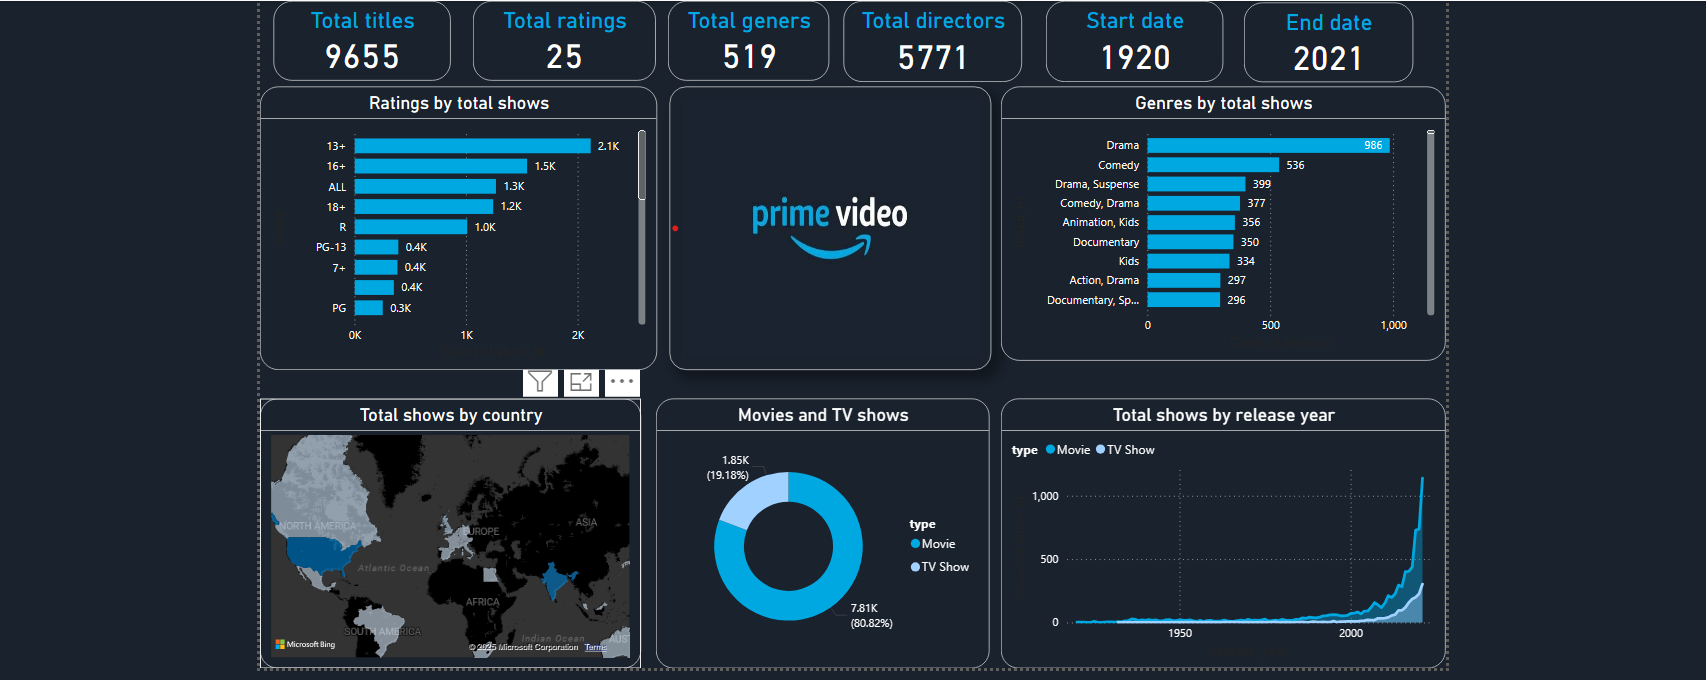 Total titles
9655
Total ratings
25
Total geners
519
Total directors
5771
Start date
1920
End date
2021
Ratings by total shows
13+ 2.1K
16+ 1.5K
ALL 1.3K
18+ 1.2K
R 1.0K
PG-13 0.4K
7+ 0.4K
0.4K
PG 0.3K
0K 1K 2K
prime video
Genres by total shows
Drama 986
Comedy 536
Drama, Suspense 399
Comedy, Drama 377
Animation, Kids 356
Documentary 350
Kids 334
Action, Drama 297
Documentary, Sp... 296
0 500 1,000
Total shows by country
NORTH AMERICA
EUROPE
ASIA
Atlantic Ocean
AFRICA
SOUTH AMERICA
Indian Ocean
AUST
Microsoft Bing
© 2025 Microsoft Corporation Terms
Movies and TV shows
1.85K
(19.18%)
type
Movie
TV Show
7.81K
(80.82%)
Total shows by release year
type Movie TV Show
1,000
500
0
1950 2000